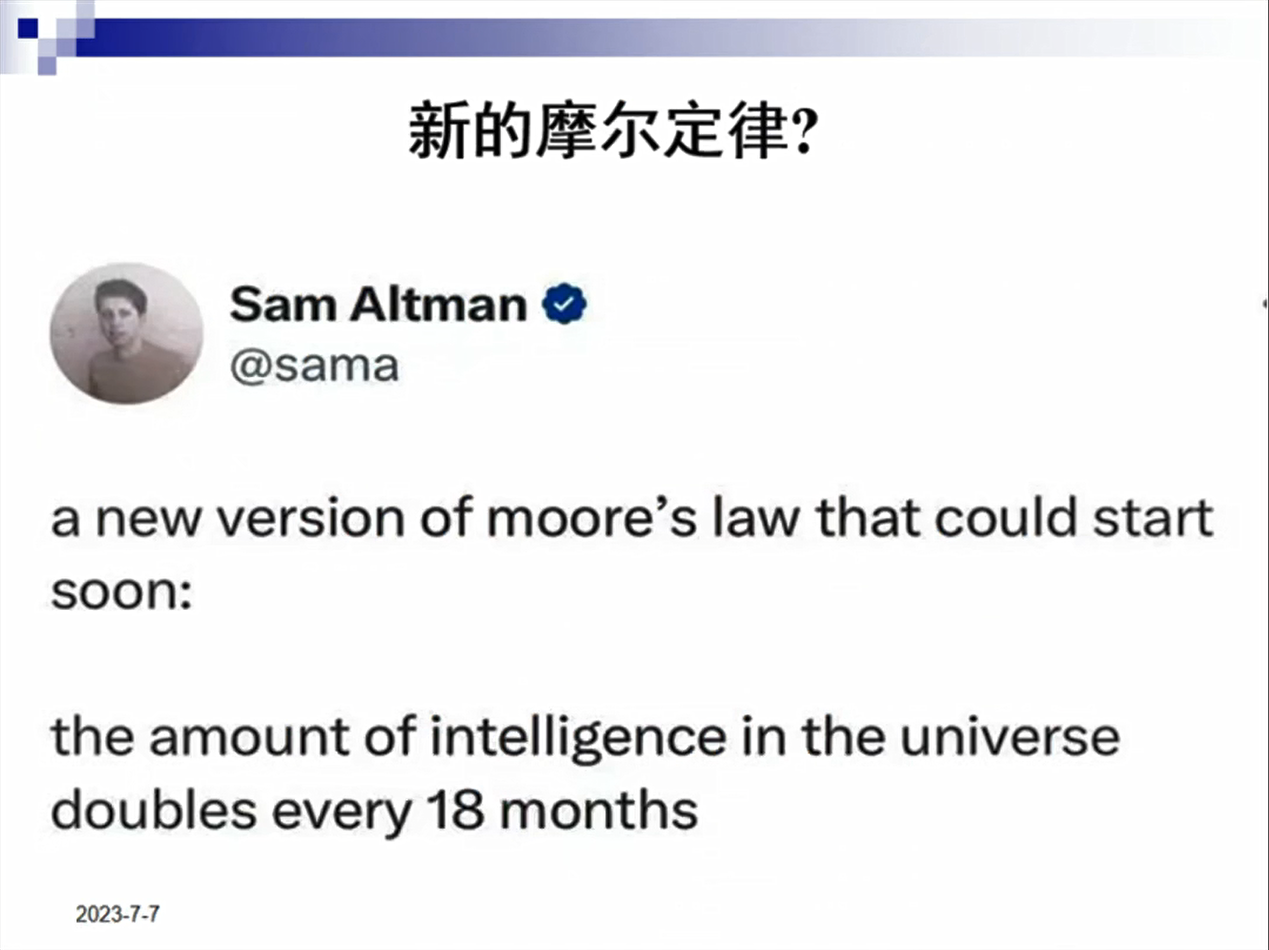 新的摩尔定律?
Sam Altman
@sama
a new version of moore’s law that could start
soon:
the amount of intelligence in the universe
doubles every 18 months
2023-7-7